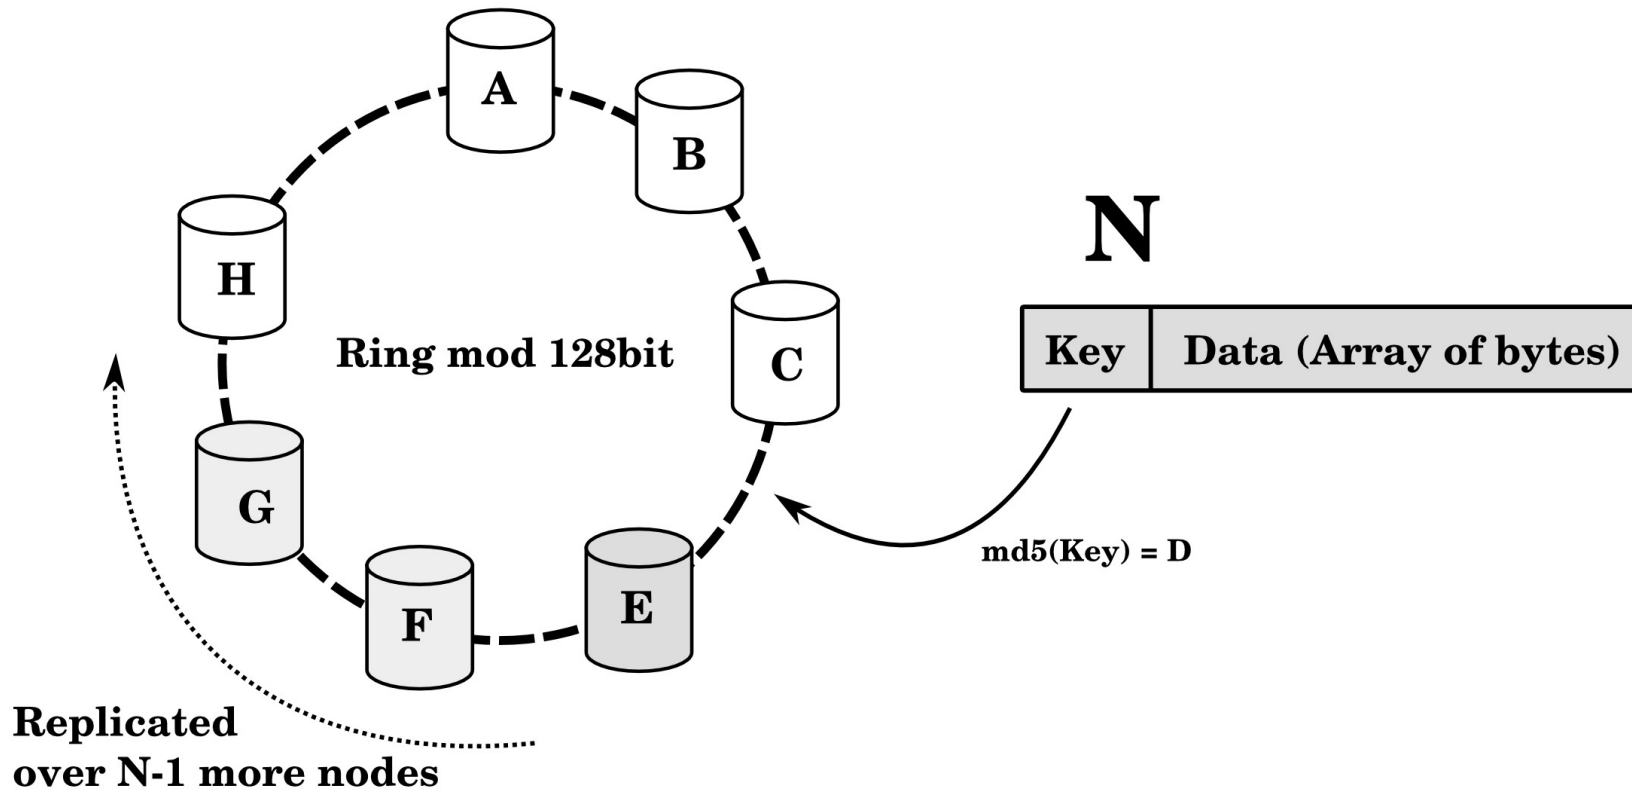 A
B
N
H
Ring mod 128bit
C
Key
Data (Array of bytes)
G
md5(Key) = D
F
E
Replicated
over N-1 more nodes